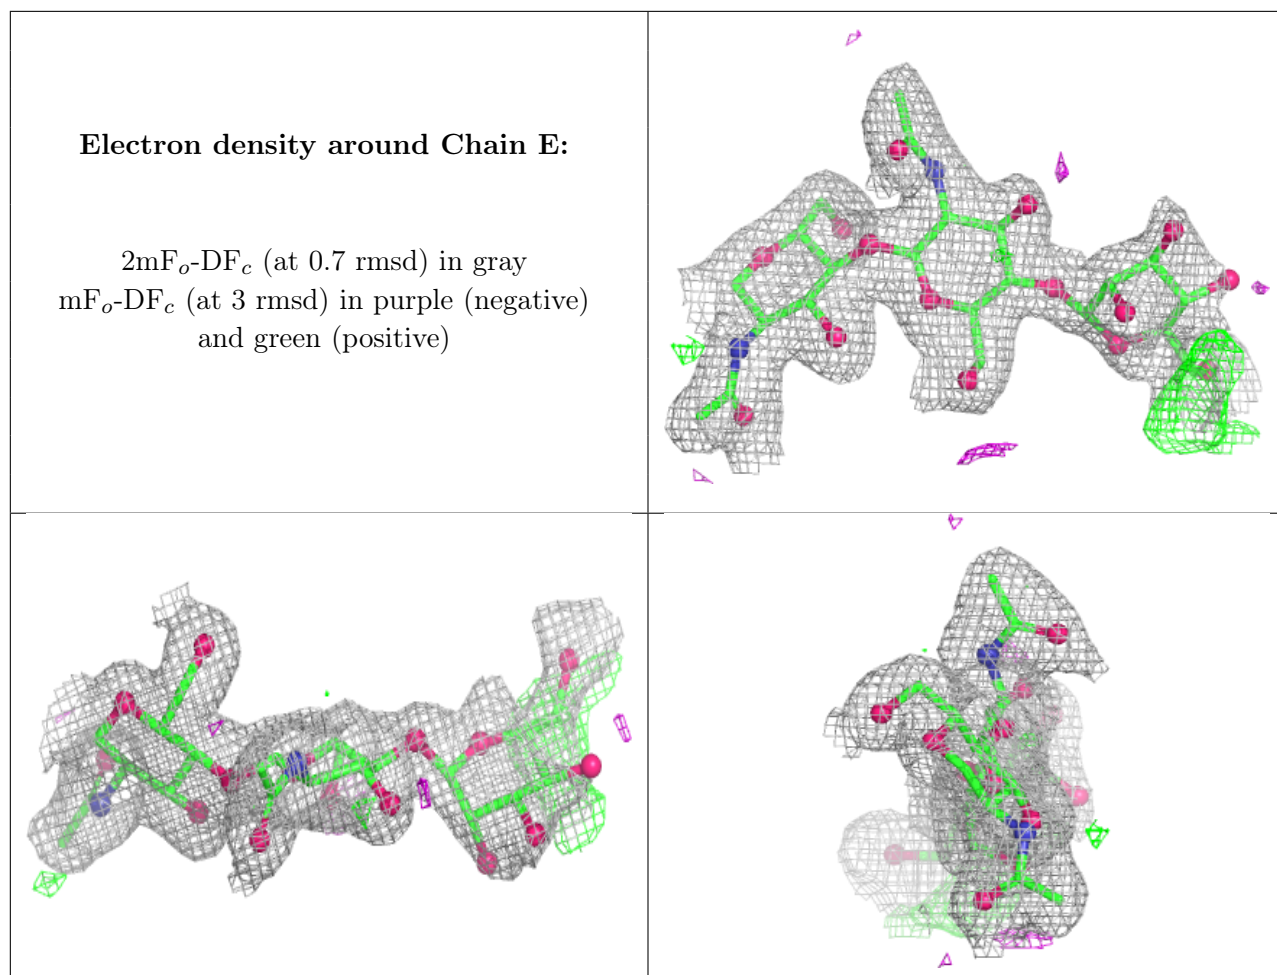 Electron density around Chain E:
2mFₒ-DF𝒸 (at 0.7 rmsd) in gray
mFₒ-DF𝒸 (at 3 rmsd) in purple (negative)
and green (positive)